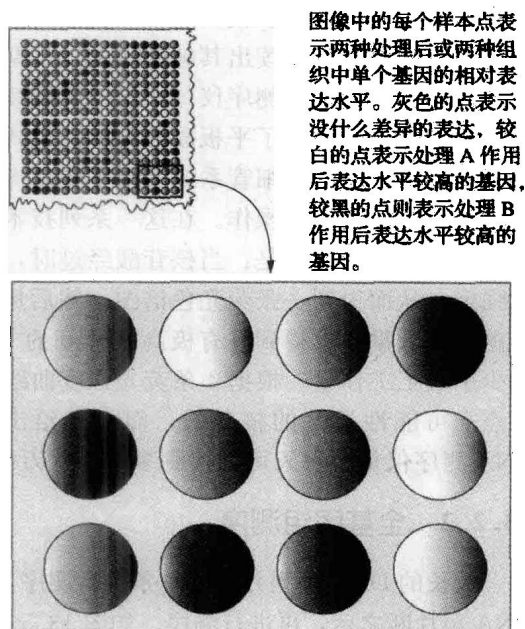 图像中的每个样本点表
示两种处理后或两种组
织中单个基因的相对表
达水平。灰色的点表示
没什么差异的表达，较
白的点表示处理 A 作用
后表达水平较高的基因，
较黑的点则表示处理 B
作用后表达水平较高的
基因。